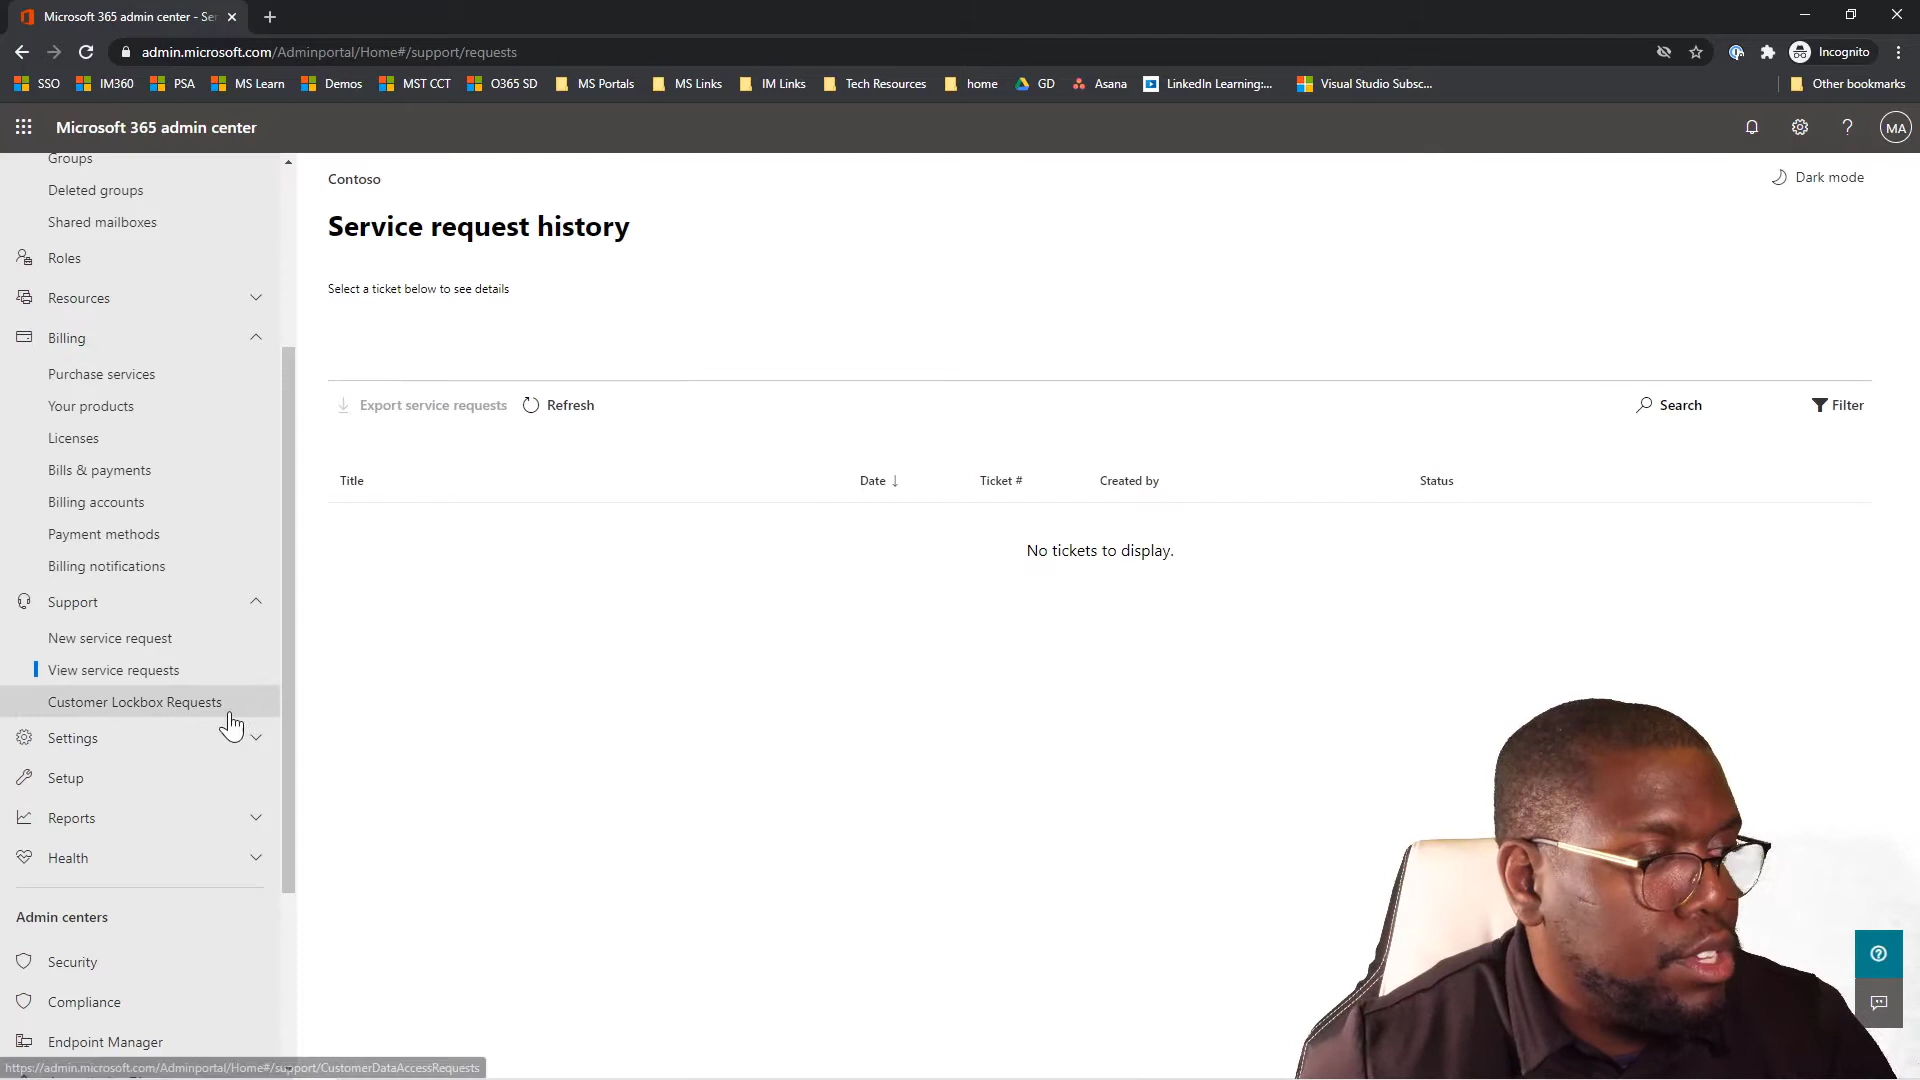 Microsoft 365 admin center - Ser
admin.microsoft.com/Adminportal/Home#/support/requests
Incognito
SSO IM360 PSA MS Learn Demos MST CCT O365 SD MS Portals MS Links IM Links Tech Resources home GD Asana LinkedIn Learning:... Visual Studio Subsc... Other bookmarks
Microsoft 365 admin center
MA
Groups
Deleted groups
Shared mailboxes
Roles
Resources
Billing
Purchase services
Your products
Licenses
Bills & payments
Billing accounts
Payment methods
Billing notifications
Support
New service request
View service requests
Customer Lockbox Requests
Settings
Setup
Reports
Health
Admin centers
Security
Compliance
Endpoint Manager
https://admin.microsoft.com/Adminportal/Home#/support/CustomerDataAccessRequests
Contoso
Dark mode
Service request history
Select a ticket below to see details
Export service requests Refresh Search Filter
Title Date ↓ Ticket # Created by Status
No tickets to display.